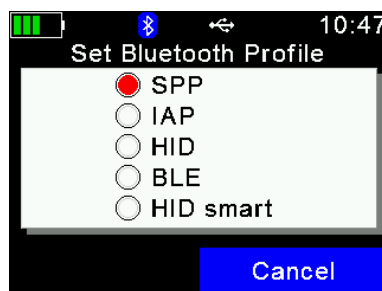 10:47
Set Bluetooth Profile
SPP
IAP
HID
BLE
HID smart
Cancel